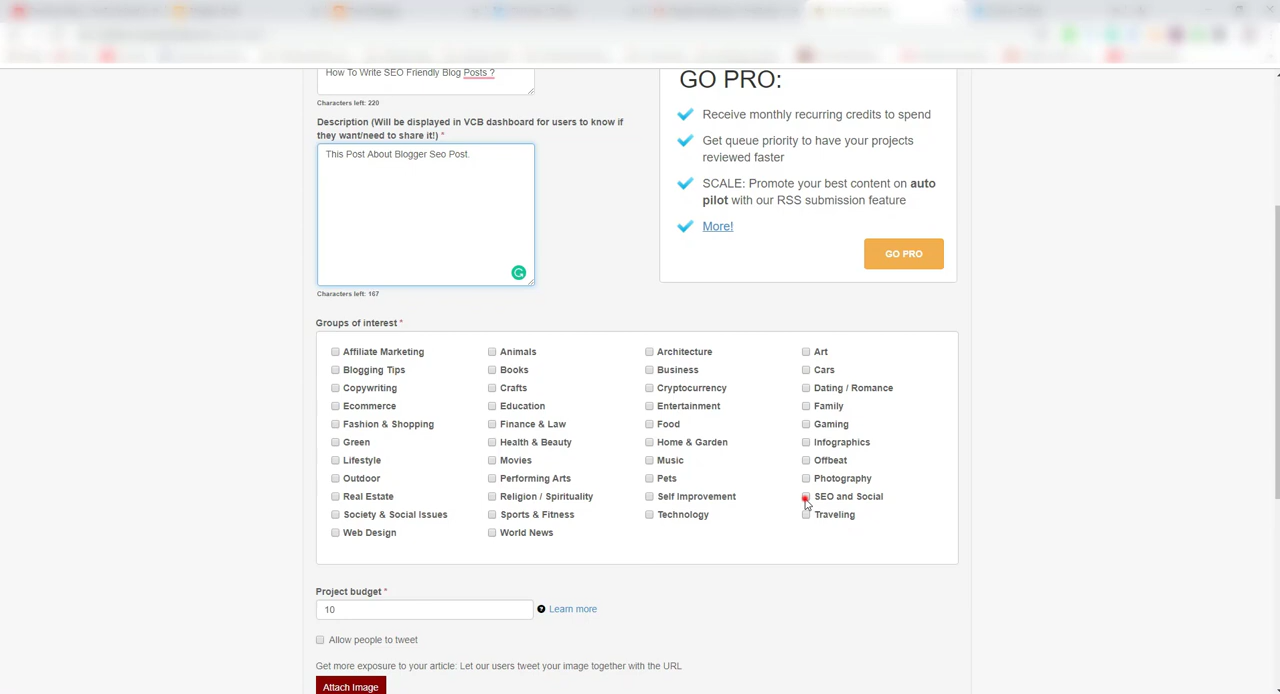 How To Write SEO Friendly Blog Posts ?
Characters left: 220
Description (Will be displayed in VCB dashboard for users to know if
they want/need to share it!) *
This Post About Blogger Seo Post.
Characters left: 167
GO PRO:
Receive monthly recurring credits to spend
Get queue priority to have your projects
reviewed faster
SCALE: Promote your best content on auto
pilot with our RSS submission feature
More!
GO PRO
Groups of interest *
Affiliate Marketing Animals Architecture Art
Blogging Tips Books Business Cars
Copywriting Crafts Cryptocurrency Dating / Romance
Ecommerce Education Entertainment Family
Fashion & Shopping Finance & Law Food Gaming
Green Health & Beauty Home & Garden Infographics
Lifestyle Movies Music Offbeat
Outdoor Performing Arts Pets Photography
Real Estate Religion / Spirituality Self Improvement SEO and Social
Society & Social Issues Sports & Fitness Technology Traveling
Web Design World News
Project budget *
10 ? Learn more
Allow people to tweet
Get more exposure to your article: Let our users tweet your image together with the URL
Attach Image